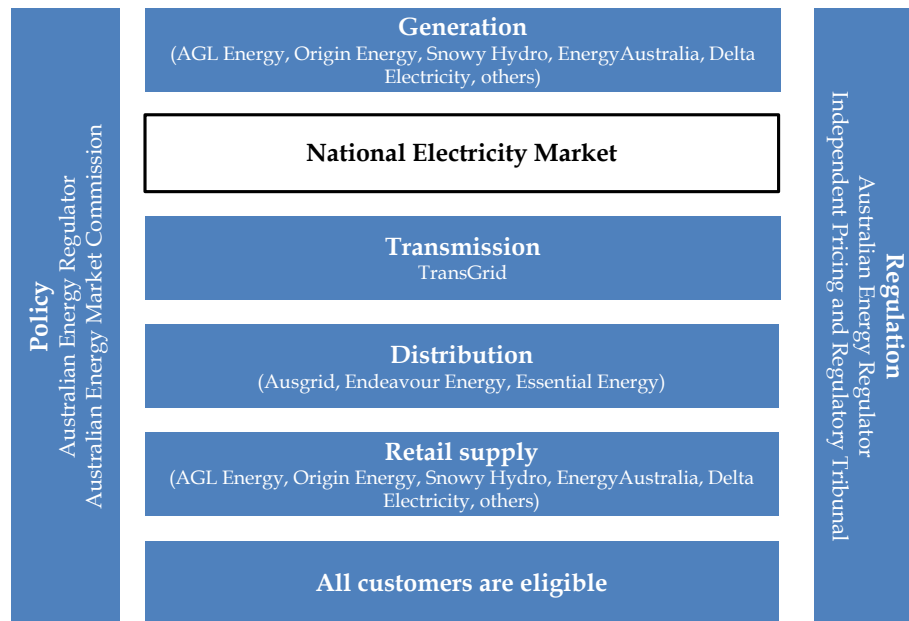 Policy
Australian Energy Regulator
Australian Energy Market Commission
Generation
(AGL Energy, Origin Energy, Snowy Hydro, EnergyAustralia, Delta
Electricity, others)
National Electricity Market
Transmission
TransGrid
Distribution
(Ausgrid, Endeavour Energy, Essential Energy)
Retail supply
(AGL Energy, Origin Energy, Snowy Hydro, EnergyAustralia, Delta
Electricity, others)
All customers are eligible
Regulation
Australian Energy Regulator
Independent Pricing and Regulatory Tribunal